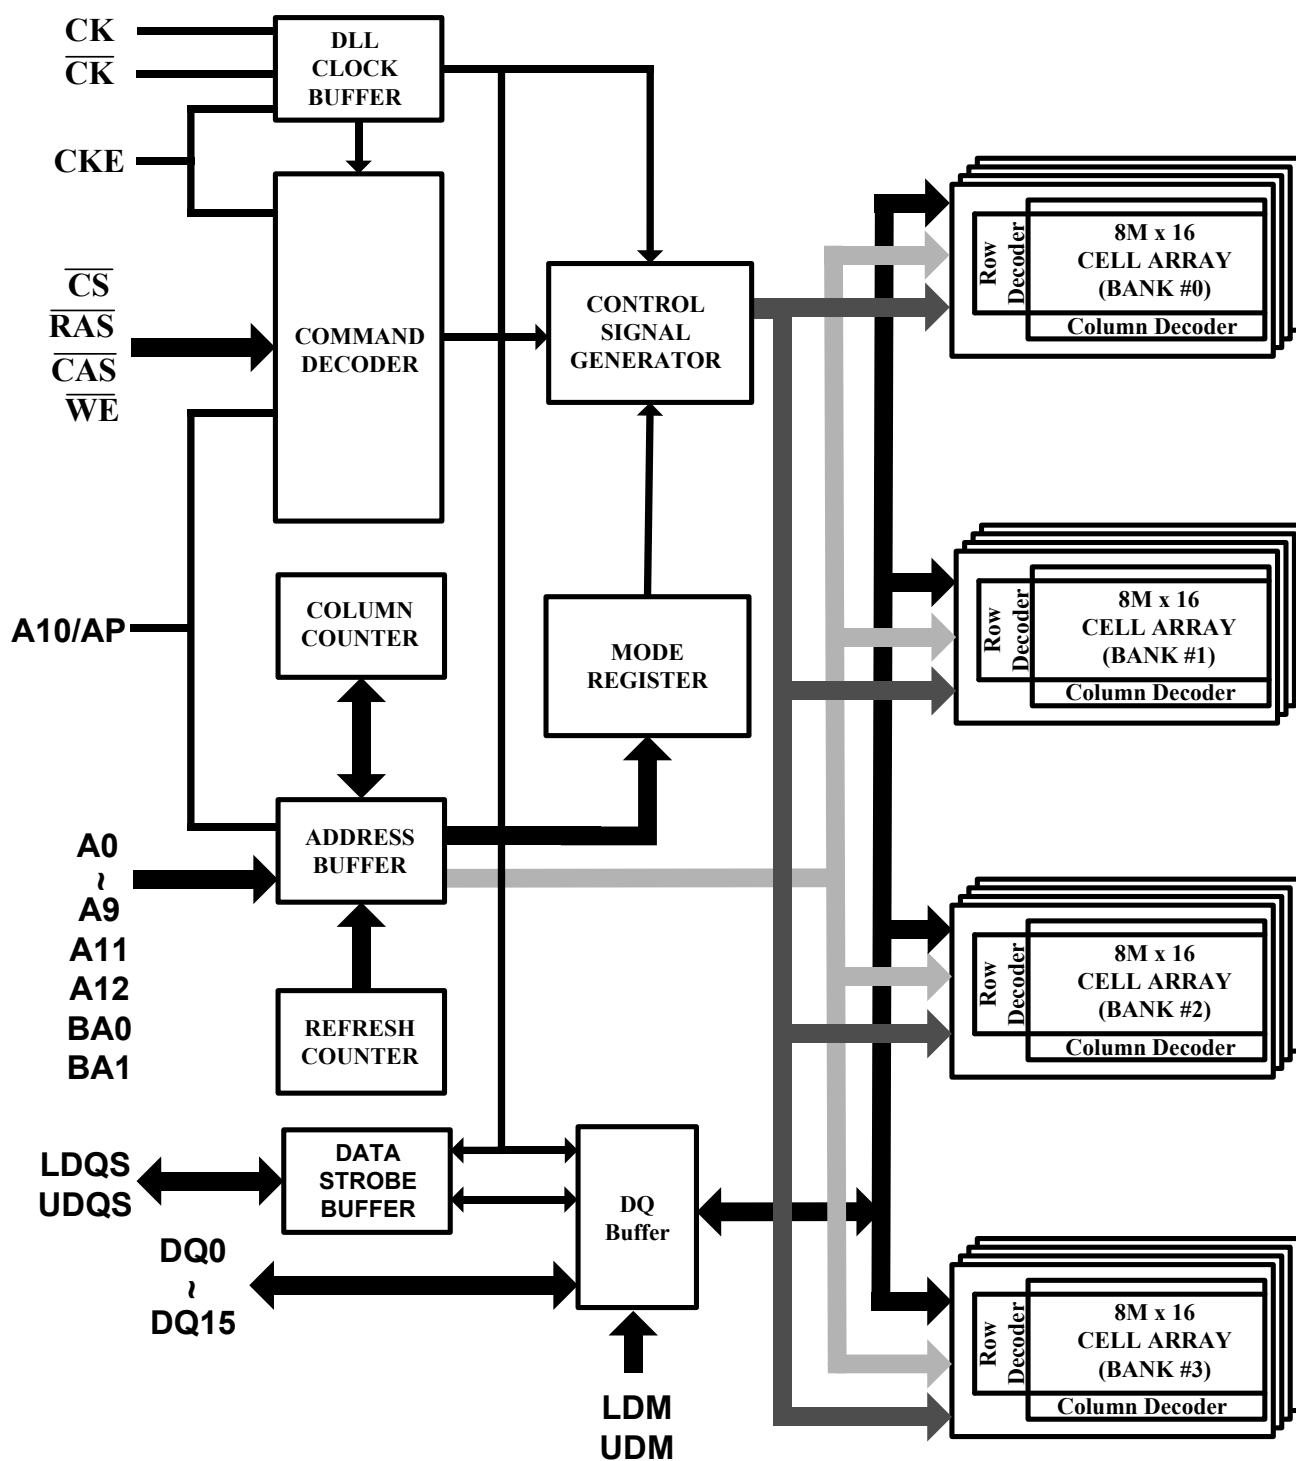 CK
CK
CKE
CS
RAS
CAS
WE
A10/AP
A0
~
A9
A11
A12
BA0
BA1
LDQS
UDQS
DQ0
~
DQ15
DLL
CLOCK
BUFFER
COMMAND
DECODER
COLUMN
COUNTER
ADDRESS
BUFFER
REFRESH
COUNTER
DATA
STROBE
BUFFER
CONTROL
SIGNAL
GENERATOR
MODE
REGISTER
DQ
Buffer
LDM
UDM
Row
Decoder
8M x 16
CELL ARRAY
(BANK #0)
Column Decoder
Row
Decoder
8M x 16
CELL ARRAY
(BANK #1)
Column Decoder
Row
Decoder
8M x 16
CELL ARRAY
(BANK #2)
Column Decoder
Row
Decoder
8M x 16
CELL ARRAY
(BANK #3)
Column Decoder